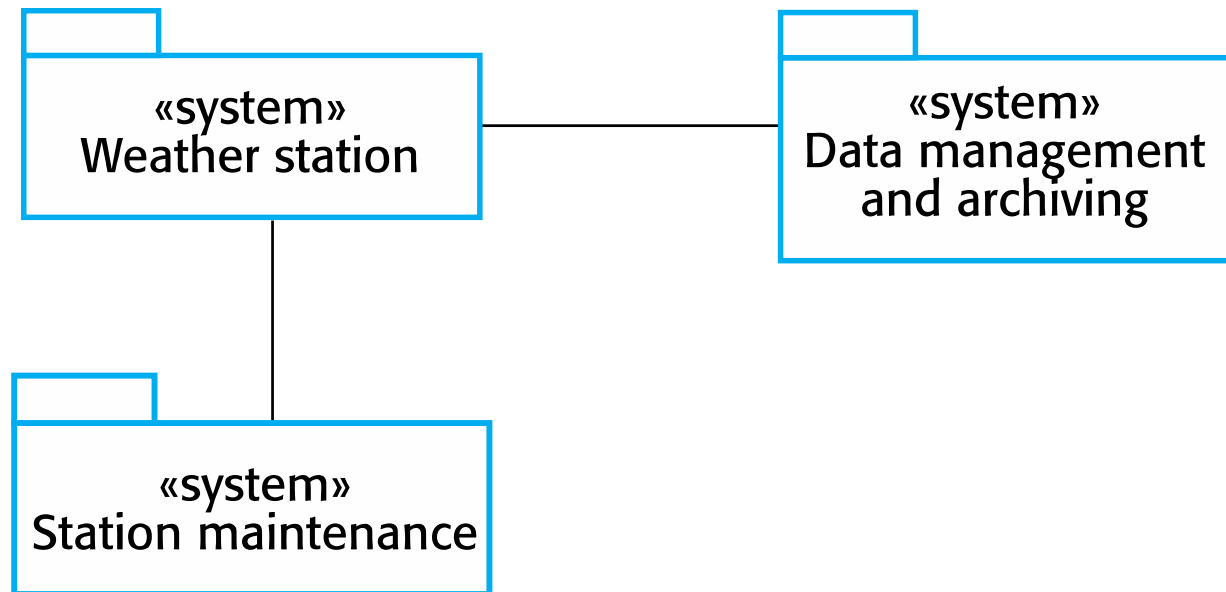 «system»
Weather station
«system»
Data management
and archiving
«system»
Station maintenance